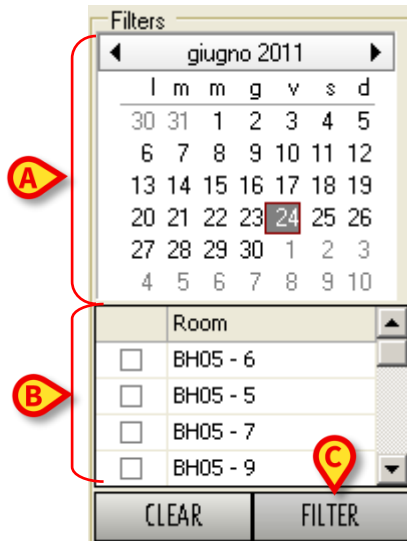 Filters
giugno 2011
l m m g v s d
30 31 1 2 3 4 5
6 7 8 9 10 11 12
13 14 15 16 17 18 19
20 21 22 23 24 25 26
27 28 29 30 1 2 3
4 5 6 7 8 9 10
A
Room
BH05 - 6
BH05 - 5
B
BH05 - 7
BH05 - 9
C
CLEAR FILTER